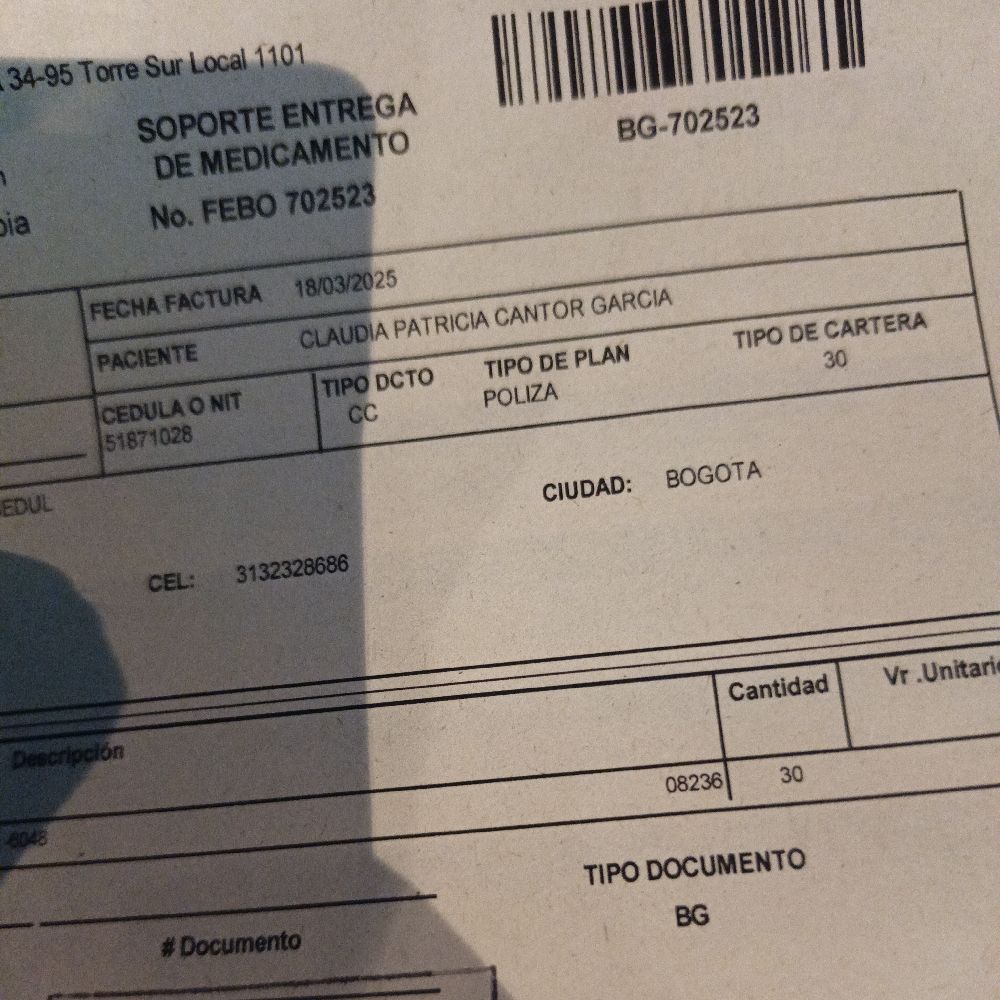 34-95 Torre Sur Local 1101
SOPORTE ENTREGA
DE MEDICAMENTO
No. FEBO 702523
BG-702523
FECHA FACTURA 18/03/2025
PACIENTE CLAUDIA PATRICIA CANTOR GARCIA
CEDULA O NIT TIPO DCTO TIPO DE PLAN TIPO DE CARTERA
51871028 CC POLIZA 30
CIUDAD: BOGOTA
CEL: 3132328686
Descripción Cantidad Vr .Unitario
08236 30
TIPO DOCUMENTO
BG
# Documento